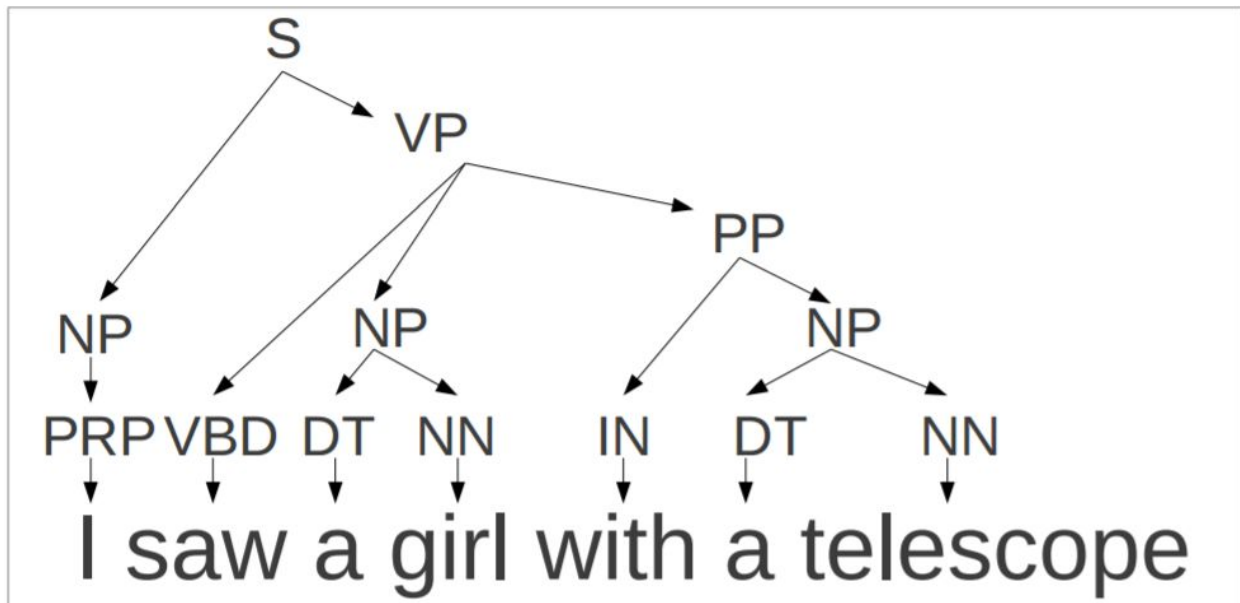 S
VP
PP
NP NP NP
PRP VBD DT NN IN DT NN
I saw a girl with a telescope